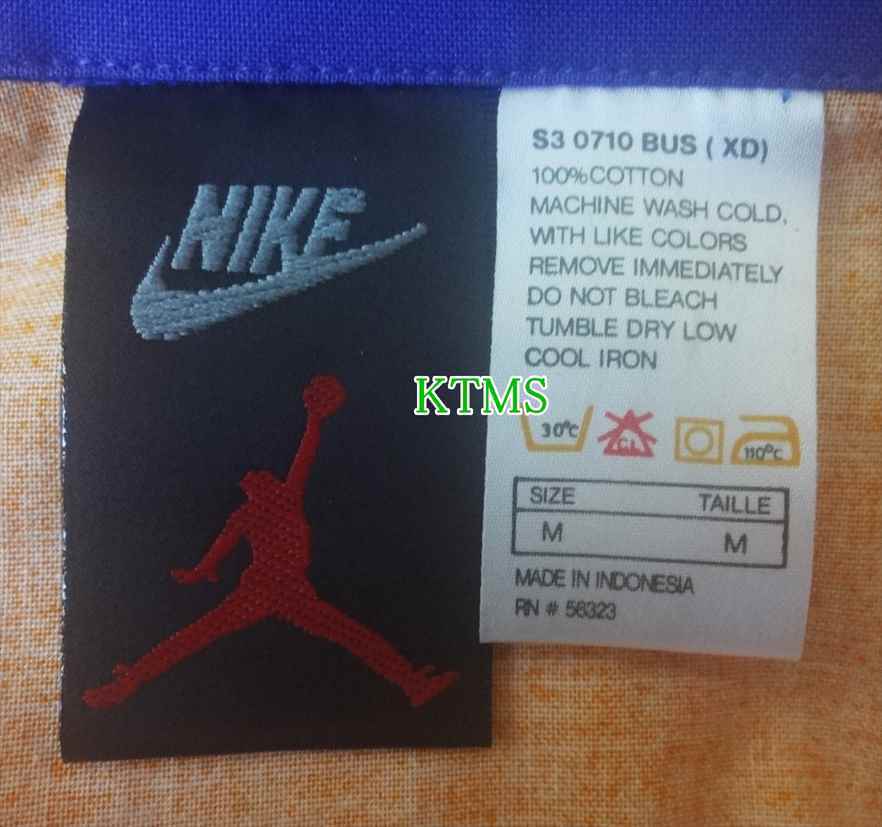 NIKE
S3 0710 BUS ( XD)
100%COTTON
MACHINE WASH COLD,
WITH LIKE COLORS
REMOVE IMMEDIATELY
DO NOT BLEACH
TUMBLE DRY LOW
COOL IRON
KTMS
30°C
CL
110°C
SIZE TAILLE
M M
MADE IN INDONESIA
RN # 56323